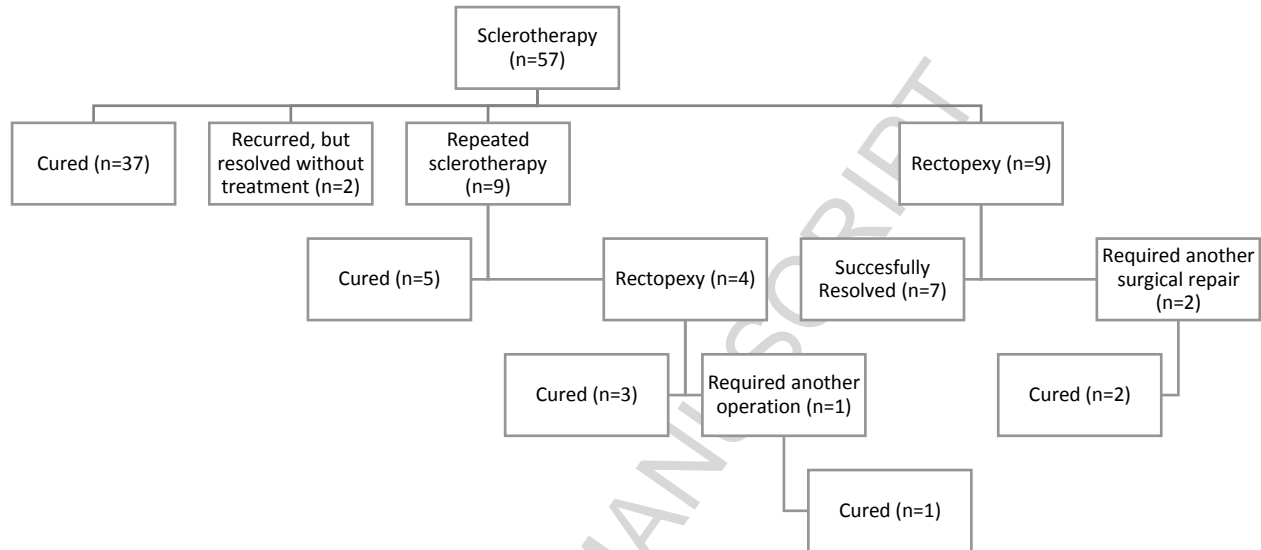 Sclerotherapy
(n=57)
Cured (n=37)
Recurred, but
resolved without
treatment (n=2)
Repeated
sclerotherapy
(n=9)
Rectopexy (n=9)
Cured (n=5)
Rectopexy (n=4)
Succesfully
Resolved (n=7)
Required another
surgical repair
(n=2)
Cured (n=3)
Required another
operation (n=1)
Cured (n=2)
Cured (n=1)
MANUSCRIPT